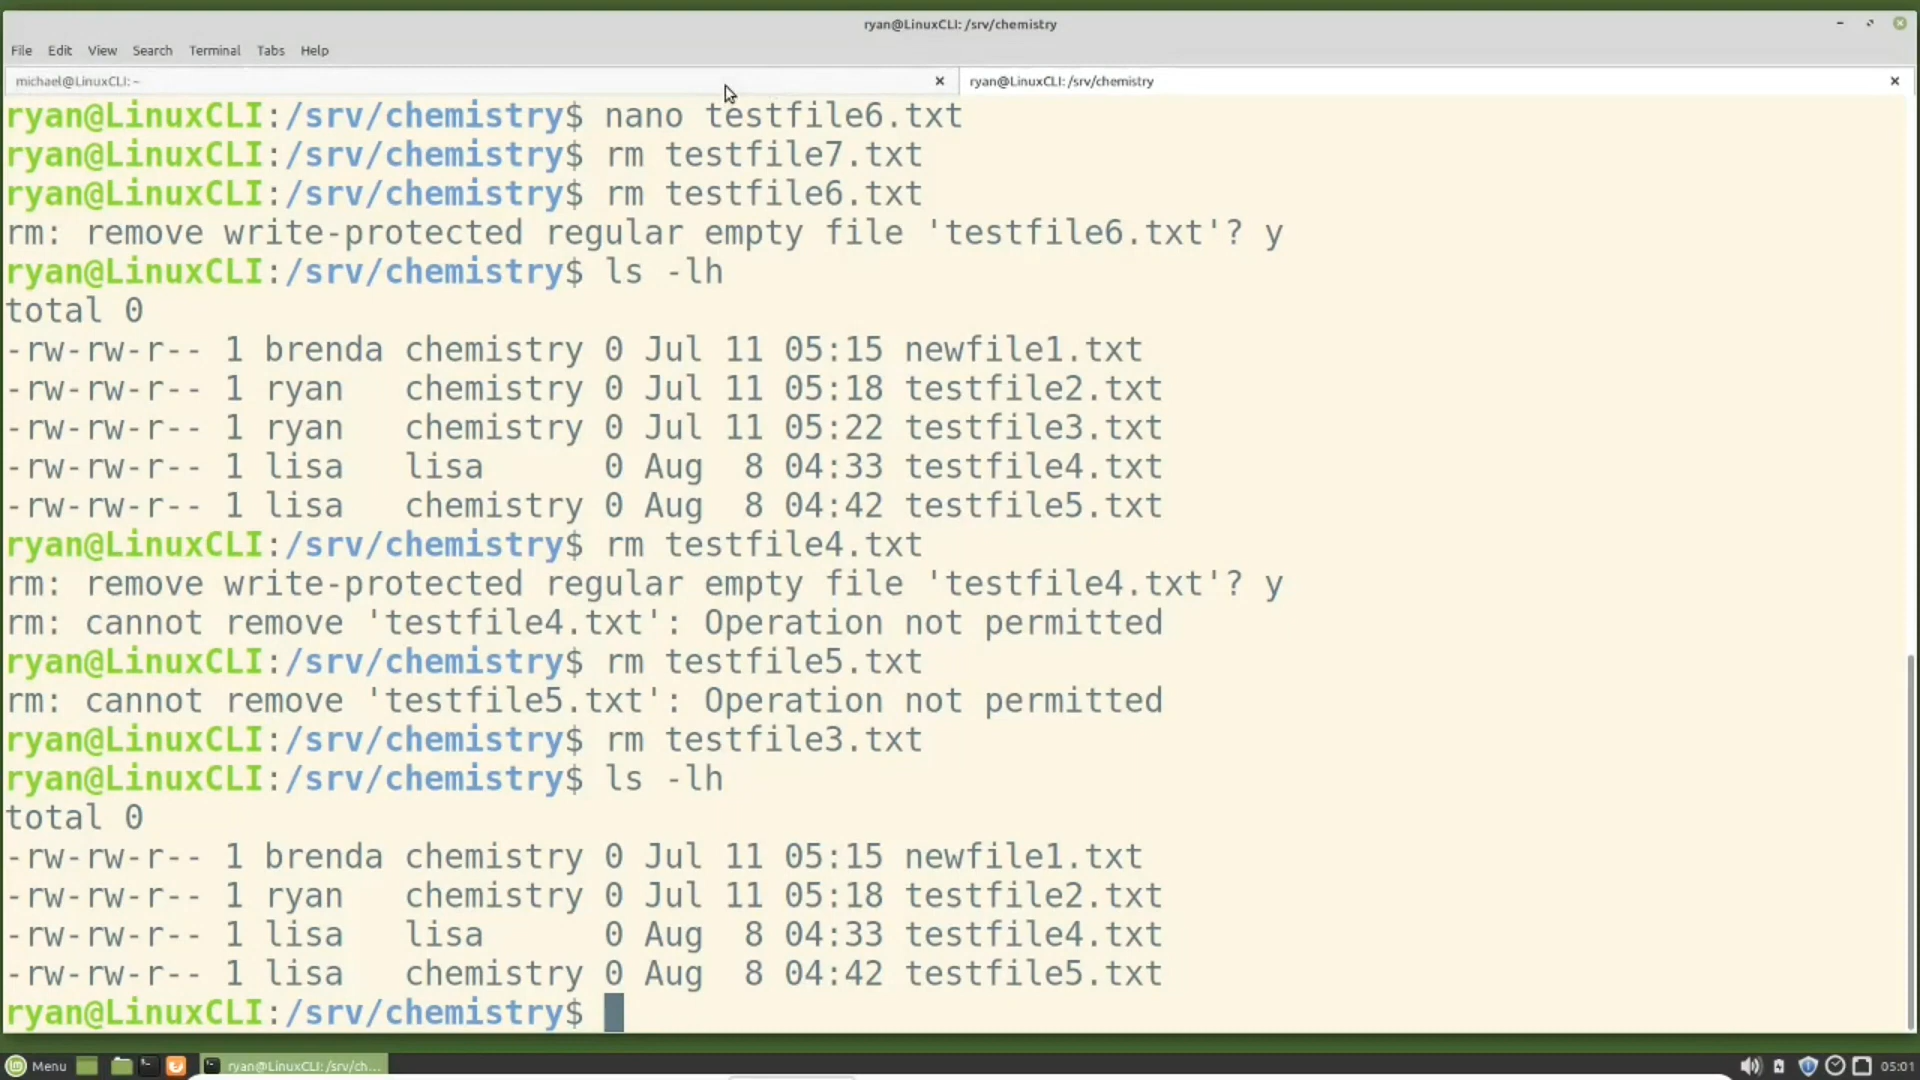 ryan@LinuxCLI: /srv/chemistry
File Edit View Search Terminal Tabs Help
michael@LinuxCLI: ~
ryan@LinuxCLI: /srv/chemistry
ryan@LinuxCLI:/srv/chemistry$ nano testfile6.txt
ryan@LinuxCLI:/srv/chemistry$ rm testfile7.txt
ryan@LinuxCLI:/srv/chemistry$ rm testfile6.txt
rm: remove write-protected regular empty file 'testfile6.txt'? y
ryan@LinuxCLI:/srv/chemistry$ ls -lh
total 0
-rw-rw-r-- 1 brenda chemistry 0 Jul 11 05:15 newfile1.txt
-rw-rw-r-- 1 ryan   chemistry 0 Jul 11 05:18 testfile2.txt
-rw-rw-r-- 1 ryan   chemistry 0 Jul 11 05:22 testfile3.txt
-rw-rw-r-- 1 lisa   lisa      0 Aug  8 04:33 testfile4.txt
-rw-rw-r-- 1 lisa   chemistry 0 Aug  8 04:42 testfile5.txt
ryan@LinuxCLI:/srv/chemistry$ rm testfile4.txt
rm: remove write-protected regular empty file 'testfile4.txt'? y
rm: cannot remove 'testfile4.txt': Operation not permitted
ryan@LinuxCLI:/srv/chemistry$ rm testfile5.txt
rm: cannot remove 'testfile5.txt': Operation not permitted
ryan@LinuxCLI:/srv/chemistry$ rm testfile3.txt
ryan@LinuxCLI:/srv/chemistry$ ls -lh
total 0
-rw-rw-r-- 1 brenda chemistry 0 Jul 11 05:15 newfile1.txt
-rw-rw-r-- 1 ryan   chemistry 0 Jul 11 05:18 testfile2.txt
-rw-rw-r-- 1 lisa   lisa      0 Aug  8 04:33 testfile4.txt
-rw-rw-r-- 1 lisa   chemistry 0 Aug  8 04:42 testfile5.txt
ryan@LinuxCLI:/srv/chemistry$
Menu ryan@LinuxCLI: /srv/ch... 05:01